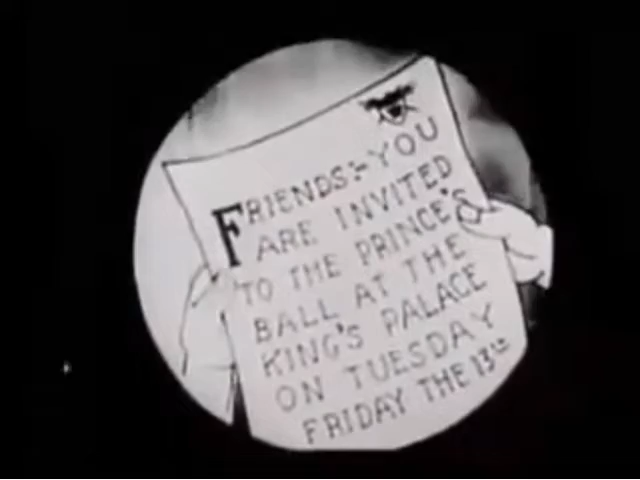 FRIENDS:- YOU
ARE INVITED
TO THE PRINCE'S
BALL AT THE
KING'S PALACE
ON TUESDAY
FRIDAY THE 13TH